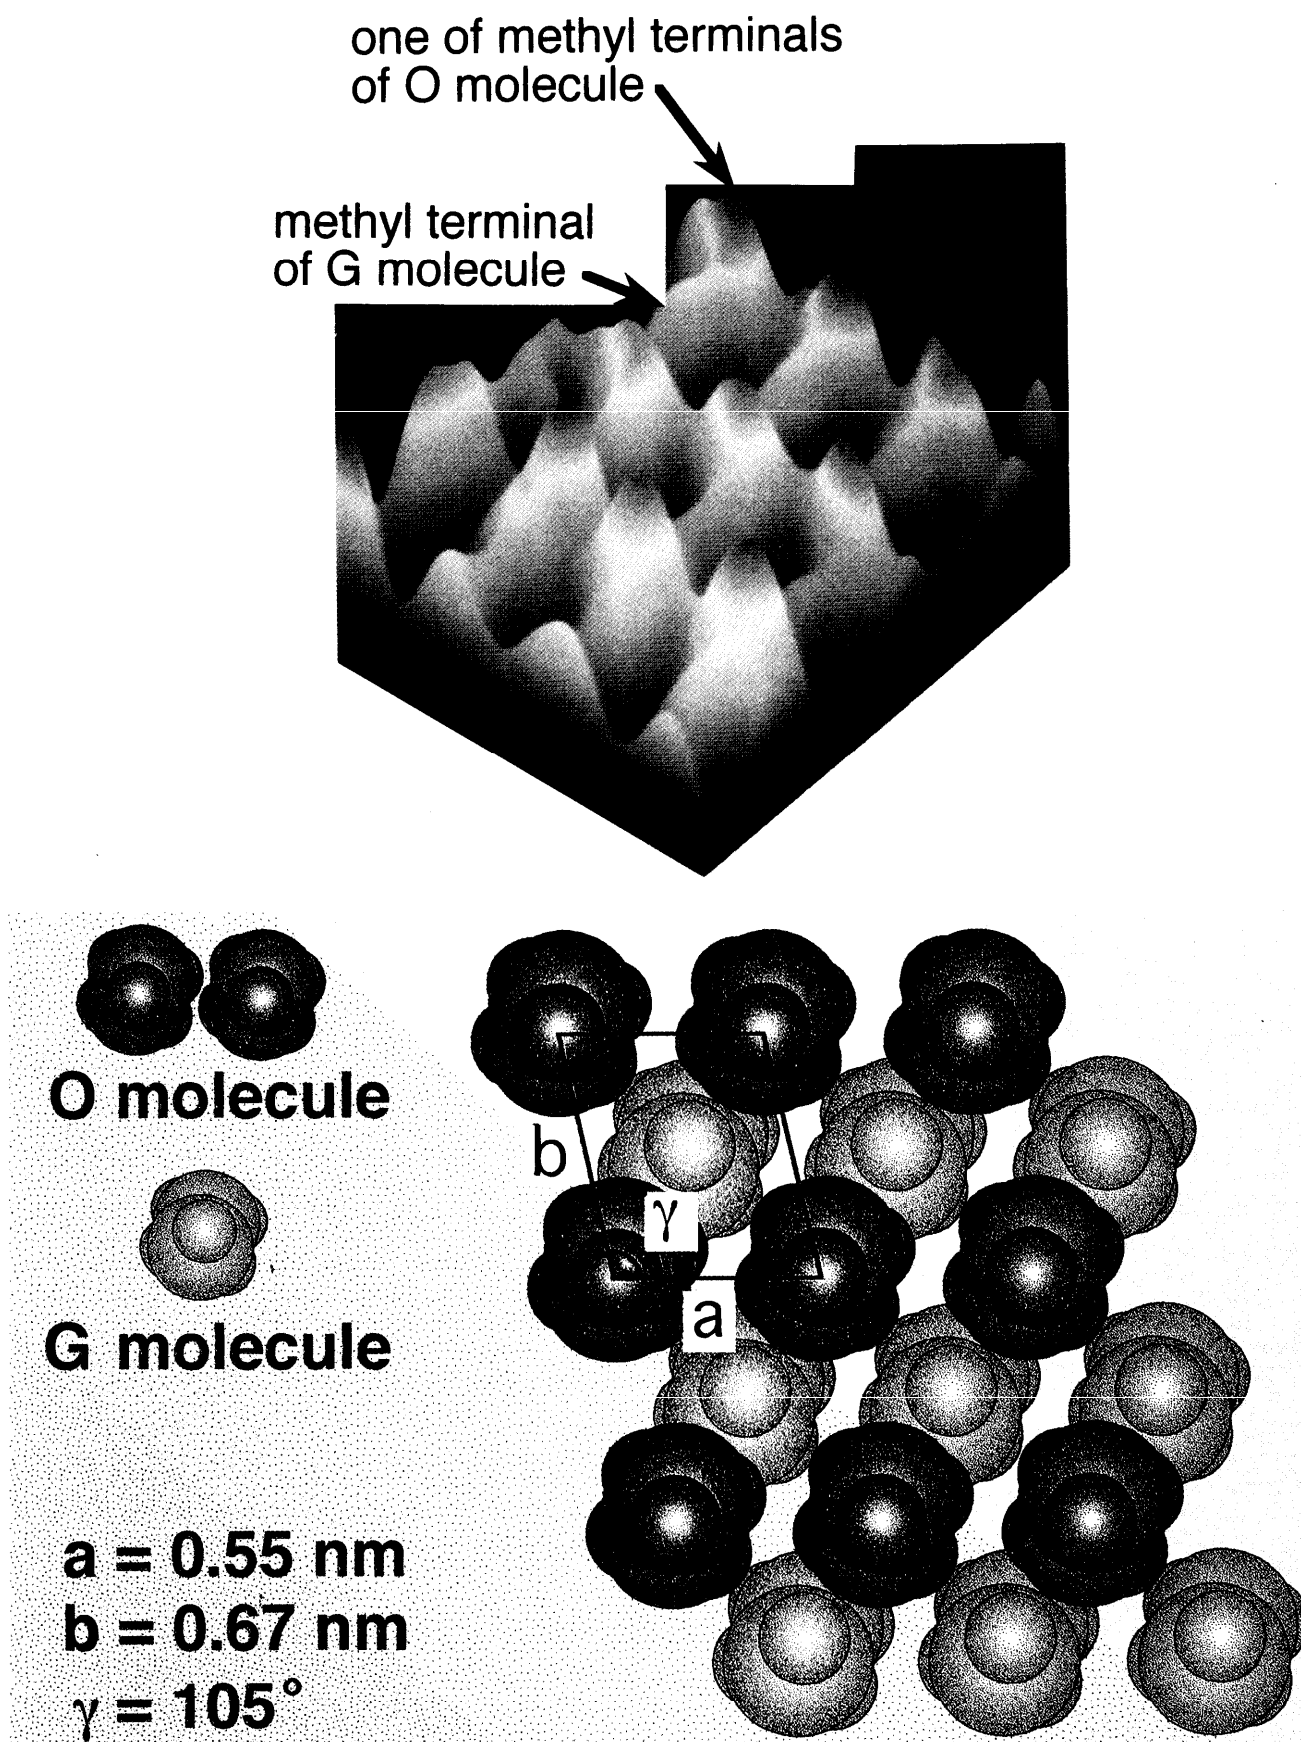 one of methyl terminals
of O molecule
methyl terminal
of G molecule
O molecule
G molecule
b
γ
a
a = 0.55 nm
b = 0.67 nm
γ = 105°